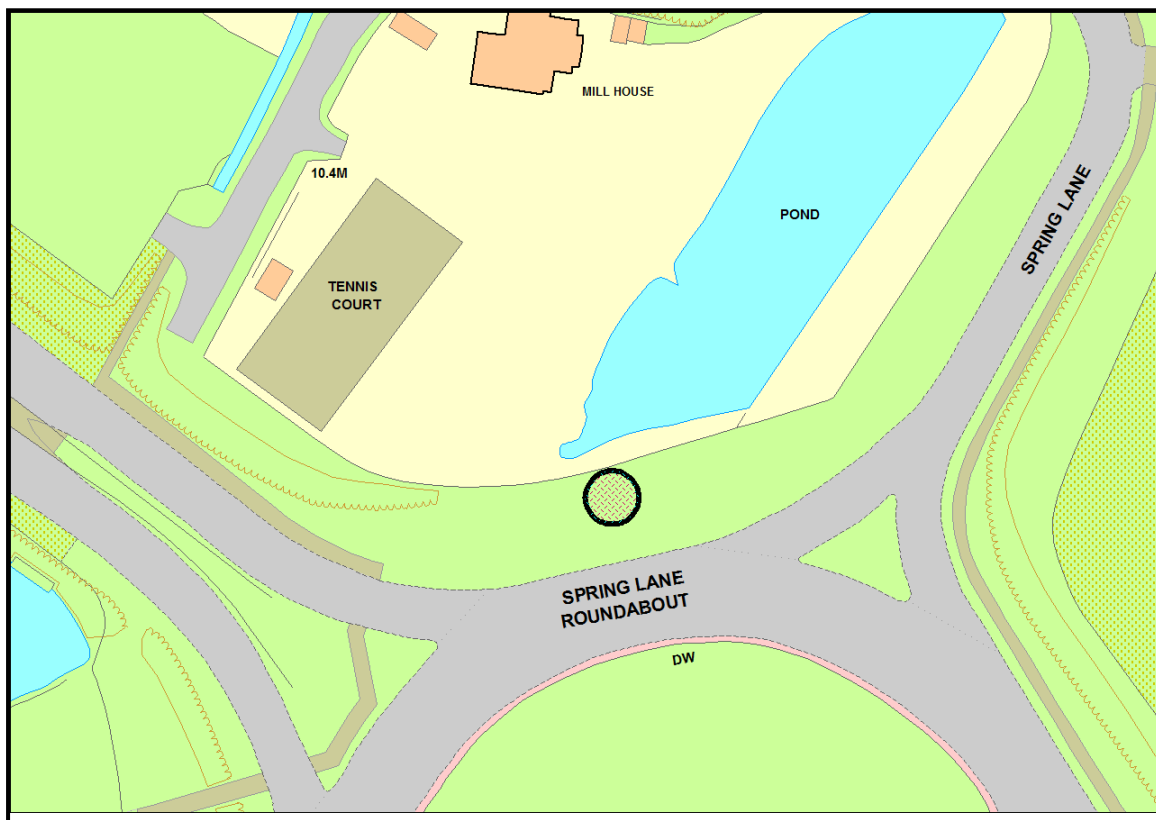 MILL HOUSE
10.4M
POND
SPRING LANE
TENNIS
COURT
SPRING LANE
ROUNDABOUT
DW